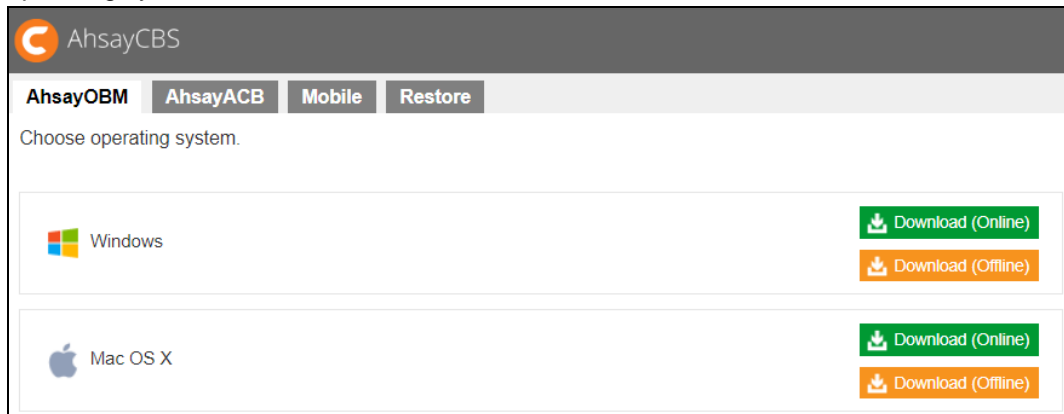 AhsayCBS
AhsayOBM AhsayACB Mobile Restore
Choose operating system.
Windows
Download (Online)
Download (Offline)
Mac OS X
Download (Online)
Download (Offline)